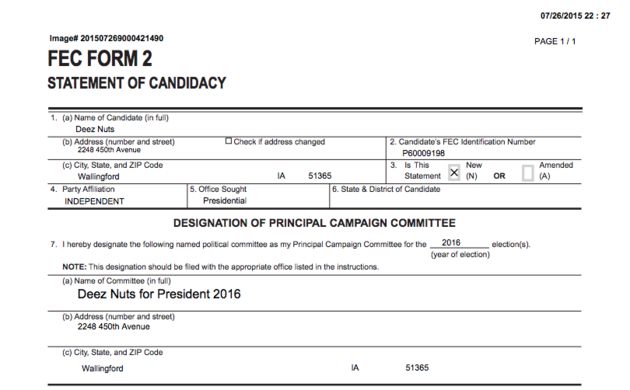 07/26/2015 22 : 27
Image# 201507269000421490
PAGE 1 / 1
FEC FORM 2
STATEMENT OF CANDIDACY
1. (a) Name of Candidate (in full)
Deez Nuts
(b) Address (number and street) Check if address changed 2. Candidate's FEC Identification Number
2248 450th Avenue P60009198
(c) City, State, and ZIP Code 3. Is This Statement X New (N) OR Amended (A)
Wallingford IA 51365
4. Party Affiliation 5. Office Sought 6. State & District of Candidate
INDEPENDENT Presidential
DESIGNATION OF PRINCIPAL CAMPAIGN COMMITTEE
7. I hereby designate the following named political committee as my Principal Campaign Committee for the 2016 election(s).
(year of election)
NOTE: This designation should be filed with the appropriate office listed in the instructions.
(a) Name of Committee (in full)
Deez Nuts for President 2016
(b) Address (number and street)
2248 450th Avenue
(c) City, State, and ZIP Code
Wallingford IA 51365